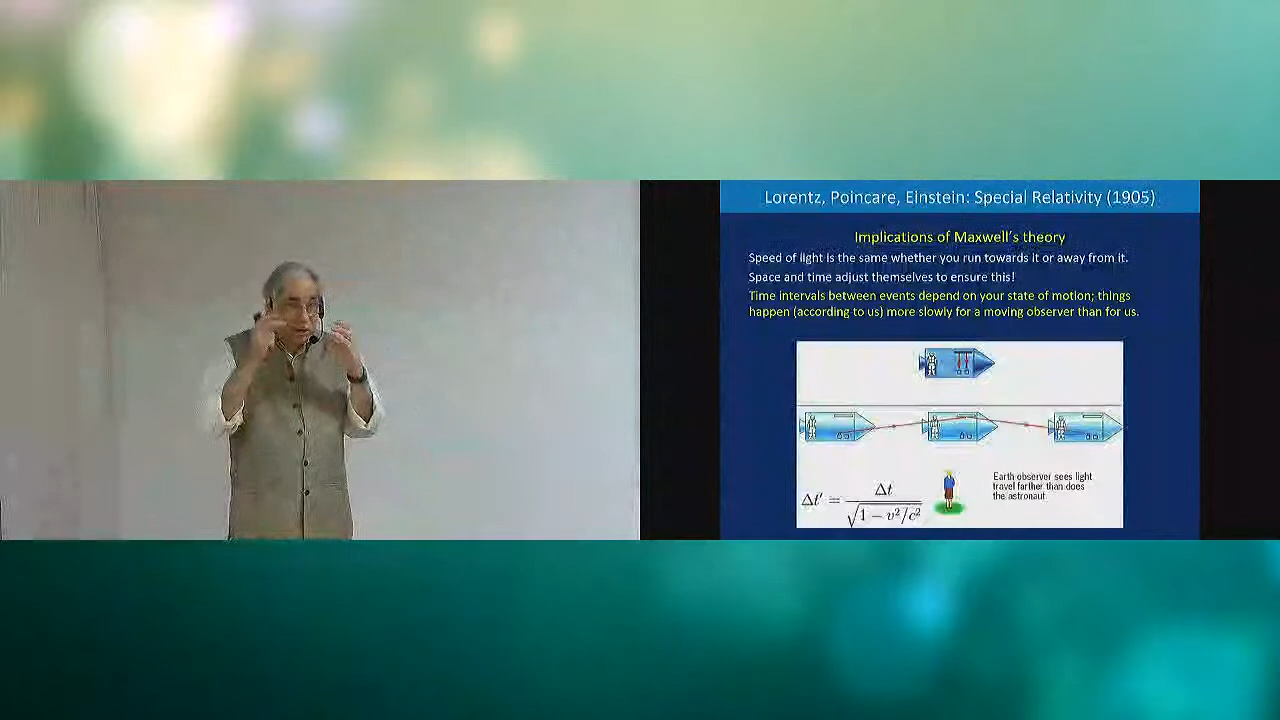 Lorentz, Poincare, Einstein: Special Relativity (1905)
Implications of Maxwell's theory
Speed of light is the same whether you run towards it or away from it.
Space and time adjust themselves to ensure this!
Time intervals between events depend on your state of motion; things
happen (according to us) more slowly for a moving observer than for us.
Earth observer sees light
travel farther than does
the astronaut
Δt′ = Δt / √1 − v²/c²